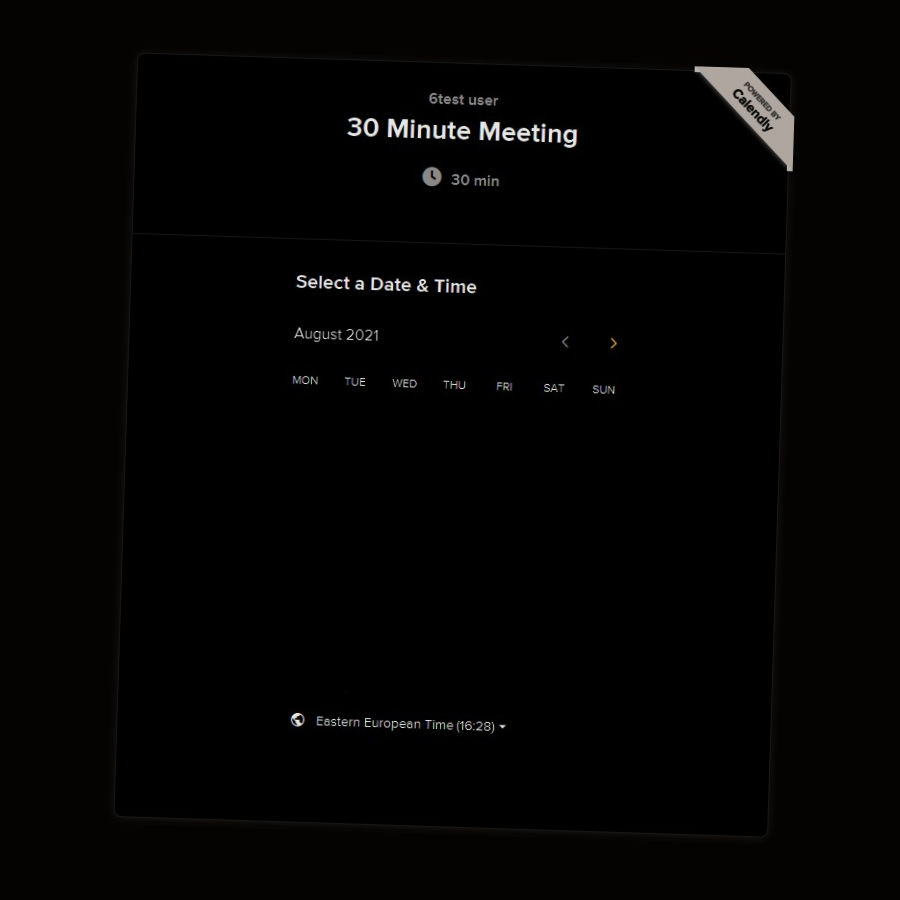 POWERED BY
Calendly
6test user
30 Minute Meeting
30 min
Select a Date & Time
August 2021
MON TUE WED THU FRI SAT SUN
Eastern European Time (16:28)